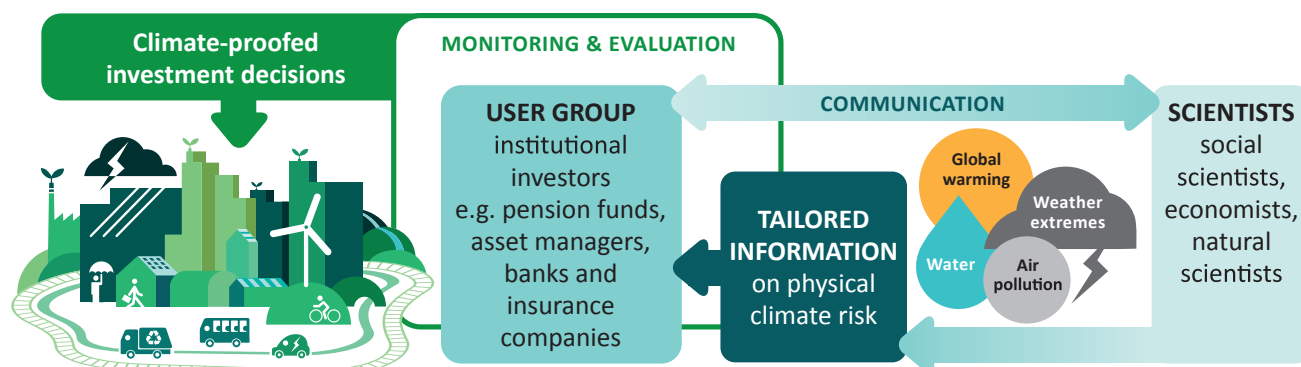 Climate-proofed
investment decisions
MONITORING & EVALUATION
USER GROUP
institutional
investors
e.g. pension funds,
asset managers,
banks and
insurance
companies
COMMUNICATION
TAILORED
INFORMATION
on physical
climate risk
Global
warming
Weather
extremes
Water
Air
pollution
SCIENTISTS
social
scientists,
economists,
natural
scientists